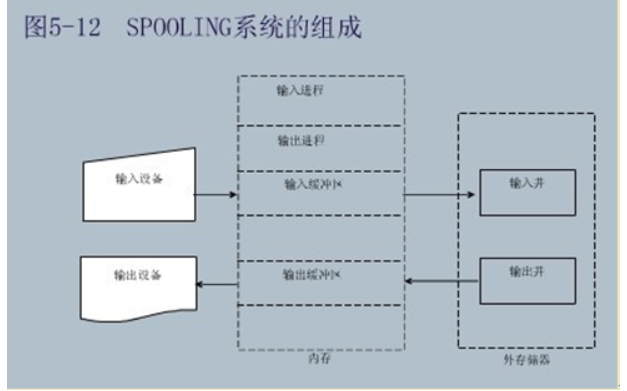 图5-12 SPOOLING系统的组成
输入进程
输出进程
输入设备
输入缓冲区
输入井
输出设备
输出缓冲区
输出井
内存
外存储器